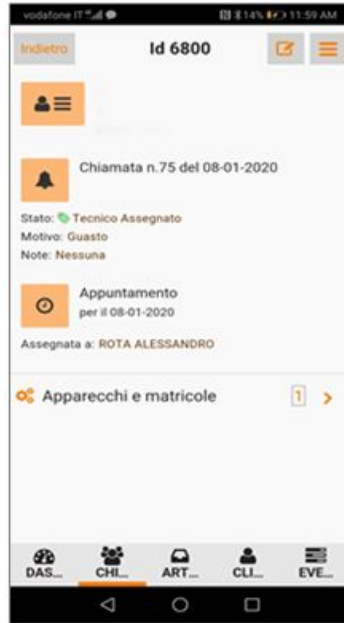 vodafone IT 14% 11:59 AM
Indietro Id 6800
Chiamata n.75 del 08-01-2020
Stato: Tecnico Assegnato
Motivo: Guasto
Note: Nessuna
Appuntamento
per il 08-01-2020
Assegnata a: ROTA ALESSANDRO
Apparecchi e matricole 1
DAS... CHI... ART... CLI... EVE...